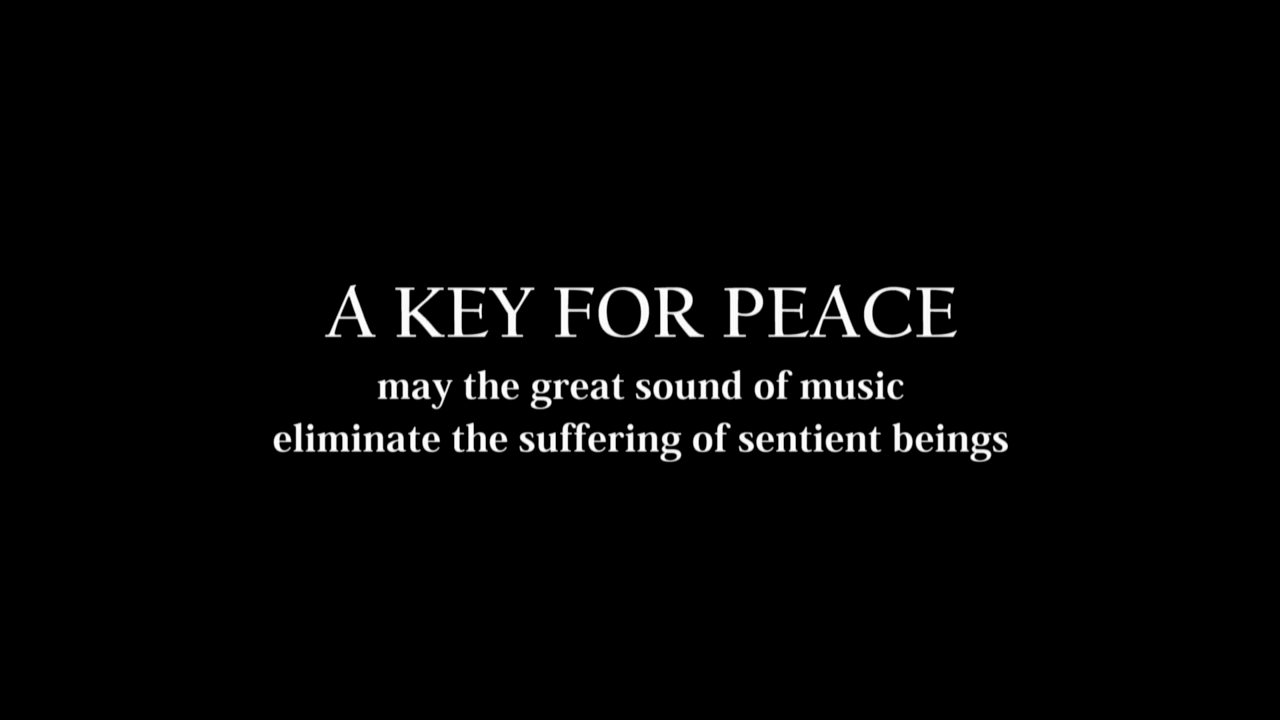 A KEY FOR PEACE
may the great sound of music
eliminate the suffering of sentient beings